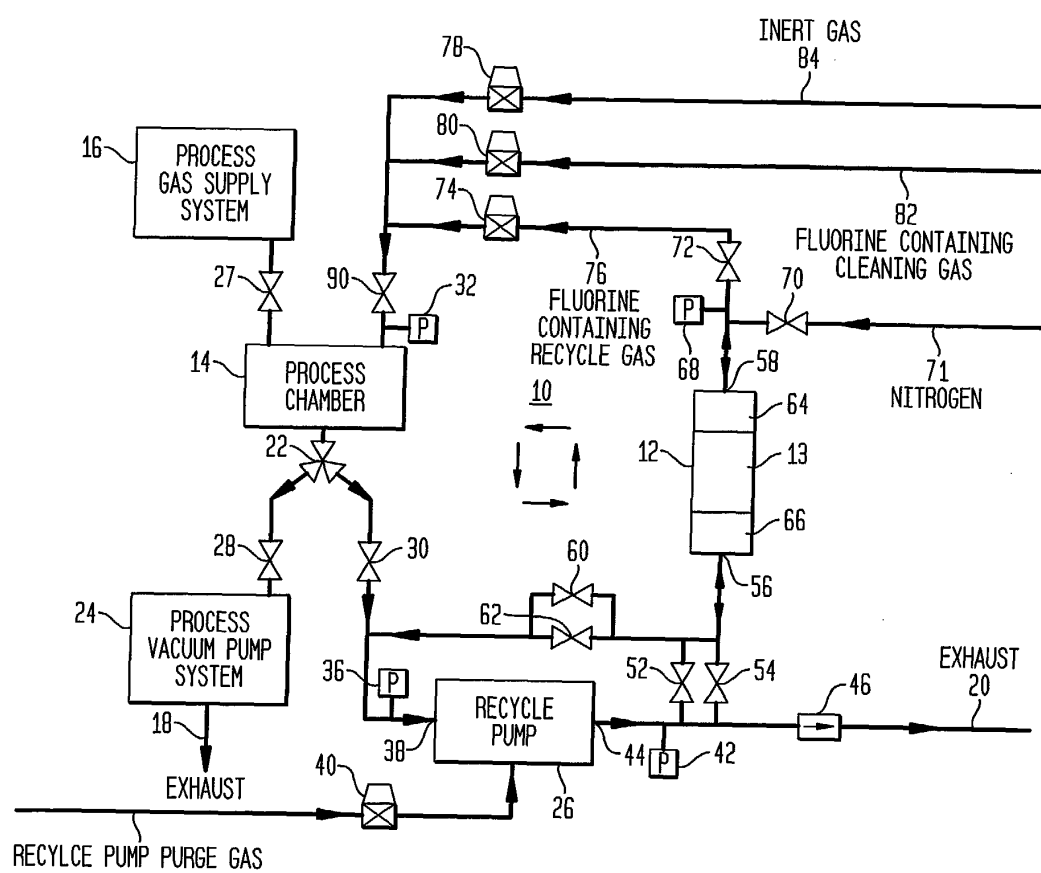 INERT GAS
84
78
80
16
PROCESS
GAS SUPPLY
SYSTEM
74
82
FLUORINE CONTAINING
CLEANING GAS
72
76
FLUORINE
CONTAINING
RECYCLE GAS
27
90
32
P
P
68
70
71
NITROGEN
58
14
PROCESS
CHAMBER
10
64
12
13
66
22
56
28
30
60
62
24
PROCESS
VACUUM PUMP
SYSTEM
52
54
EXHAUST
20
46
36
P
RECYCLE
PUMP
38
44
P
42
18
EXHAUST
40
26
RECYLCE PUMP PURGE GAS